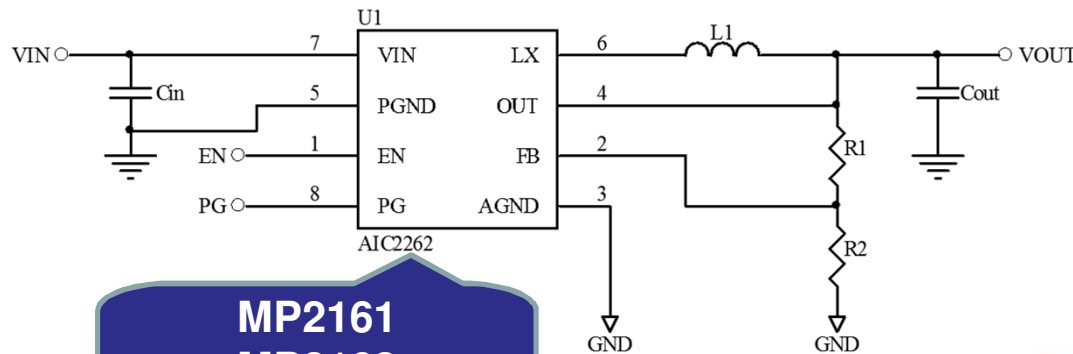 U1
VIN 7 VIN LX 6 L1 VOUT
Cin 5 PGND OUT 4 Cout
EN 1 EN FB 2 R1
PG 8 PG AGND 3
AIC2262 R2
MP2161
GND GND